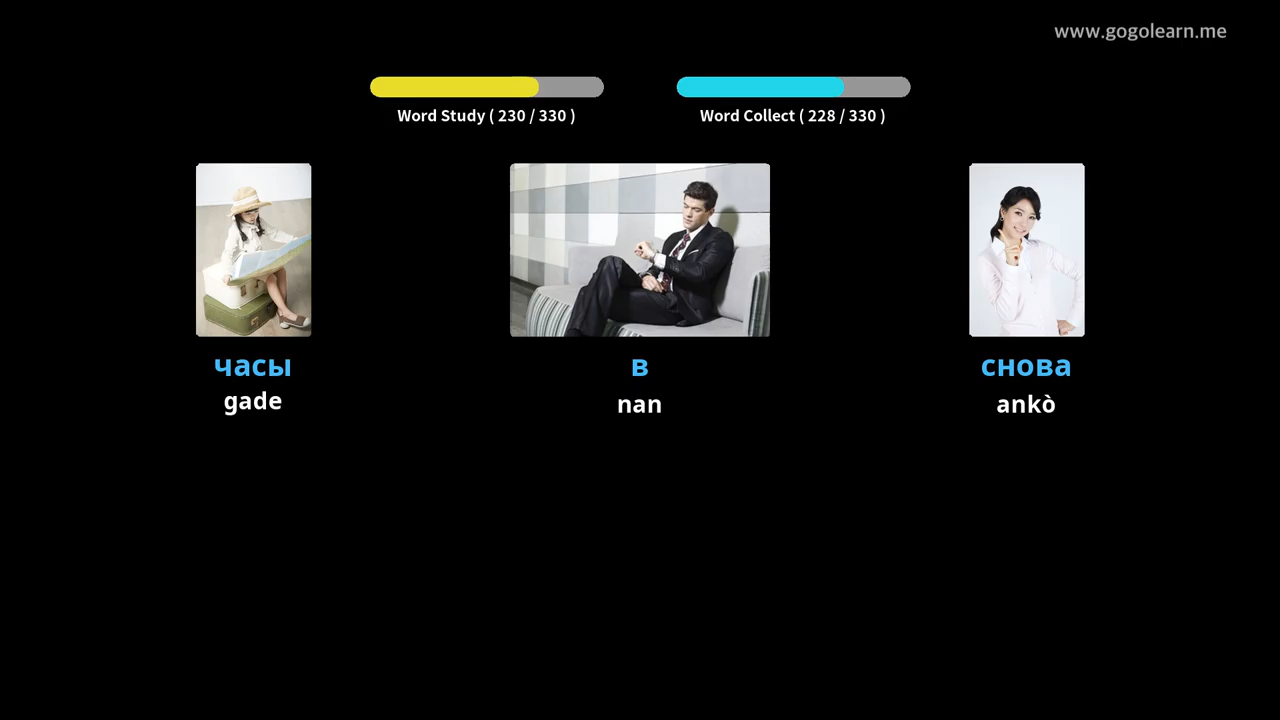 www.gogolearn.me
Word Study ( 230 / 330 )
Word Collect ( 228 / 330 )
часы
в
снова
gade
nan
ankò